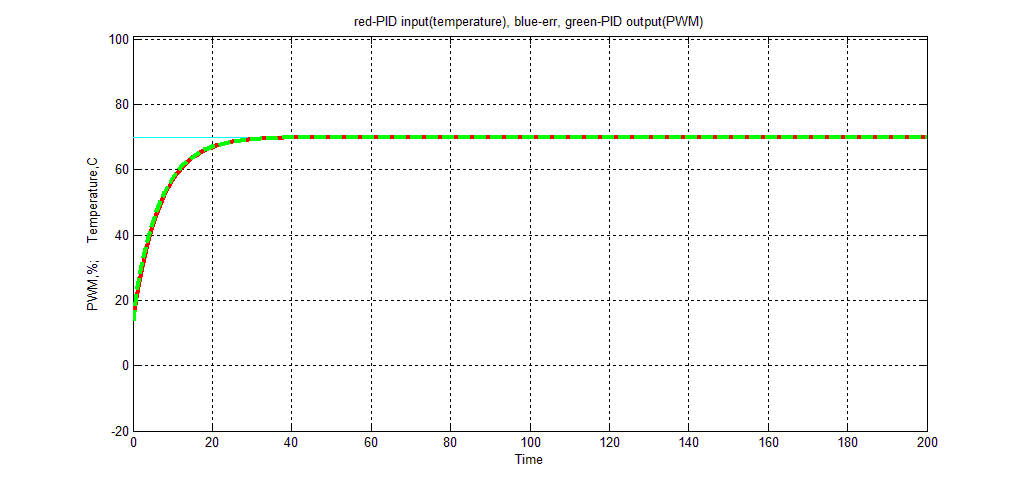 red-PID input(temperature), blue-err, green-PID output(PWM)
100
80
60
40
20
0
-20
PWM,%; Temperature,C
0 20 40 60 80 100 120 140 160 180 200
Time